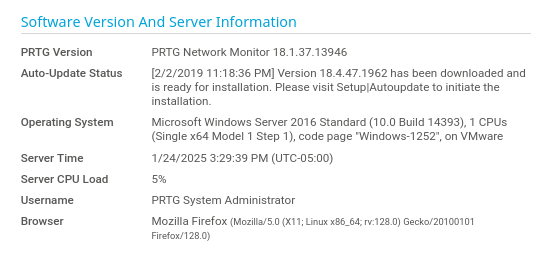 Software Version And Server Information
PRTG Version PRTG Network Monitor 18.1.37.13946
Auto-Update Status [2/2/2019 11:18:36 PM] Version 18.4.47.1962 has been downloaded and
is ready for installation. Please visit Setup|Autoupdate to initiate the
installation.
Operating System Microsoft Windows Server 2016 Standard (10.0 Build 14393), 1 CPUs
(Single x64 Model 1 Step 1), code page "Windows-1252", on VMware
Server Time 1/24/2025 3:29:39 PM (UTC-05:00)
Server CPU Load 5%
Username PRTG System Administrator
Browser Mozilla Firefox (Mozilla/5.0 (X11; Linux x86_64; rv:128.0) Gecko/20100101
Firefox/128.0)